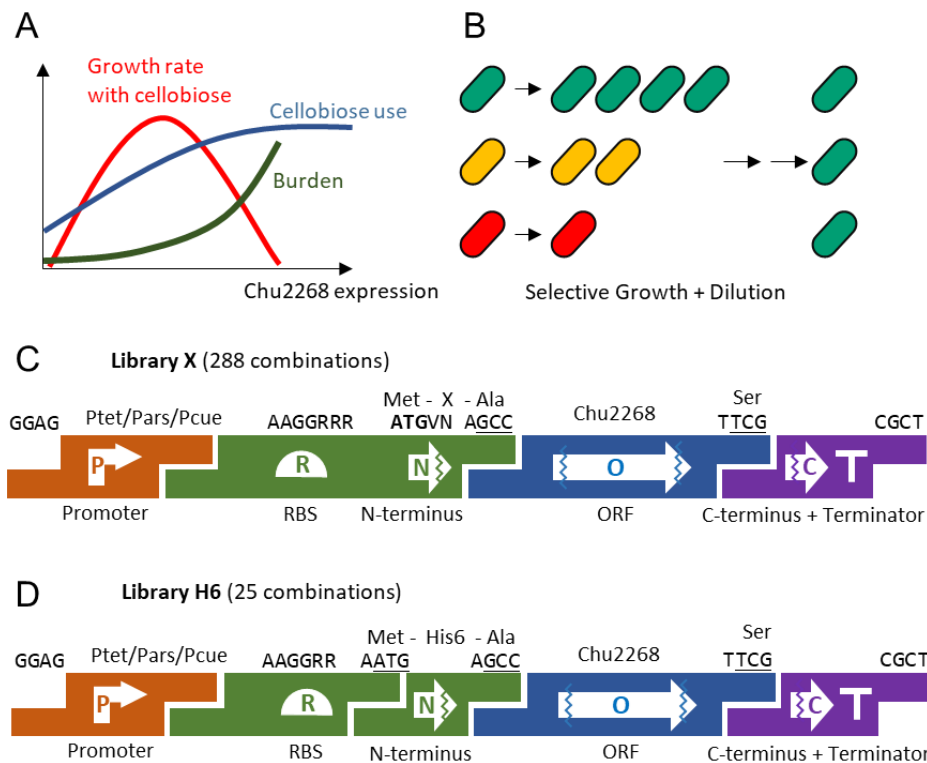 A
Growth rate
with cellobiose
Cellobiose use
Burden
Chu2268 expression
B
Selective Growth + Dilution
C
Library X (288 combinations)
Met - X - Ala
Ser
GGAG
Ptet/Pars/Pcue
AAGGRRR
ATGVN
AGCC
Chu2268
TTCG
CGCT
P
R
N
O
C
T
Promoter
RBS
N-terminus
ORF
C-terminus + Terminator
D
Library H6 (25 combinations)
Met - His6 - Ala
Ser
GGAG
Ptet/Pars/Pcue
AAGGRR
AATG
AGCC
Chu2268
TTCG
CGCT
P
R
N
O
C
T
Promoter
RBS
N-terminus
ORF
C-terminus + Terminator